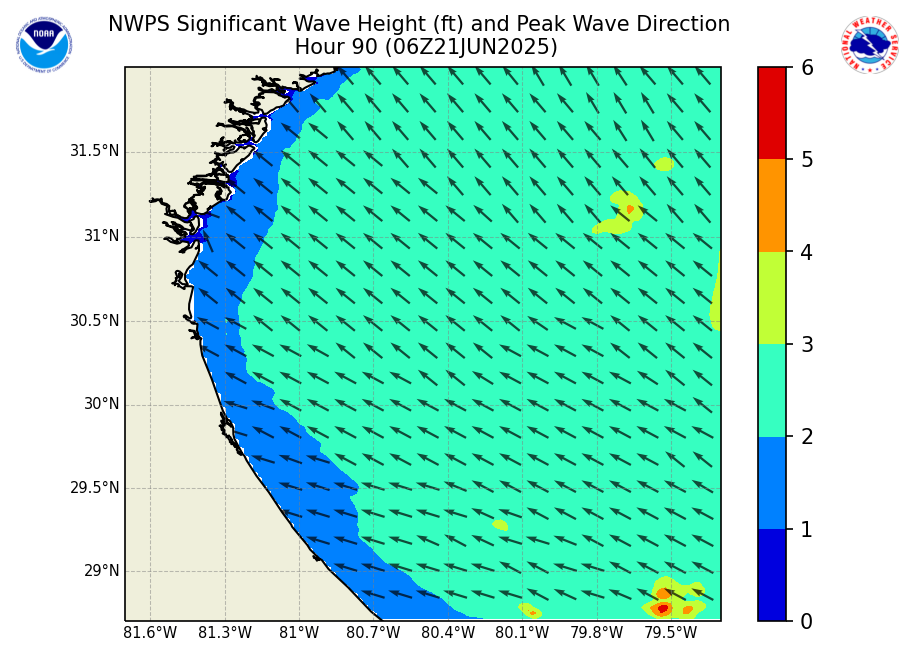 NWPS Significant Wave Height (ft) and Peak Wave Direction
Hour 90 (06Z21JUN2025)
NOAA
NATIONAL WEATHER SERVICE
31.5°N
31°N
30.5°N
30°N
29.5°N
29°N
81.6°W 81.3°W 81°W 80.7°W 80.4°W 80.1°W 79.8°W 79.5°W
6
5
4
3
2
1
0